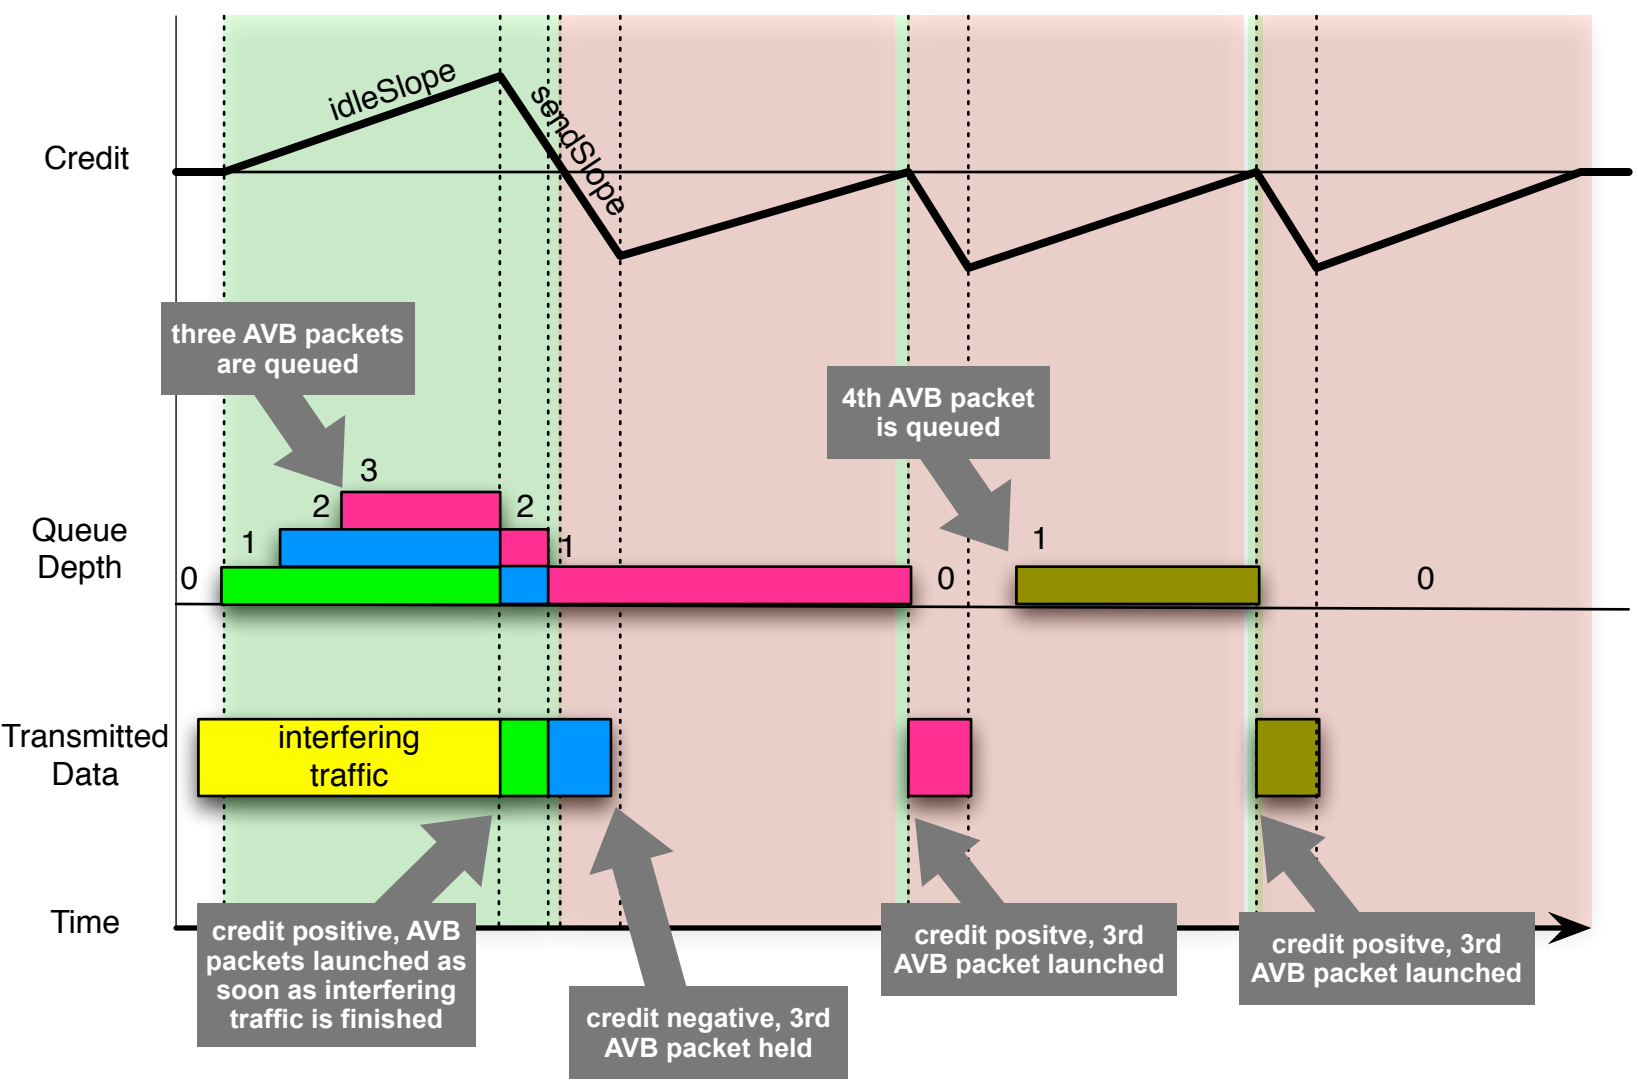 idleSlope
sendSlope
Credit
three AVB packets
are queued
4th AVB packet
is queued
3
2
2
1
1
1
Queue
Depth
0
0
0
Transmitted
Data
interfering
traffic
Time
credit positive, AVB
packets launched as
soon as interfering
traffic is finished
credit negative, 3rd
AVB packet held
credit positve, 3rd
AVB packet launched
credit positve, 3rd
AVB packet launched